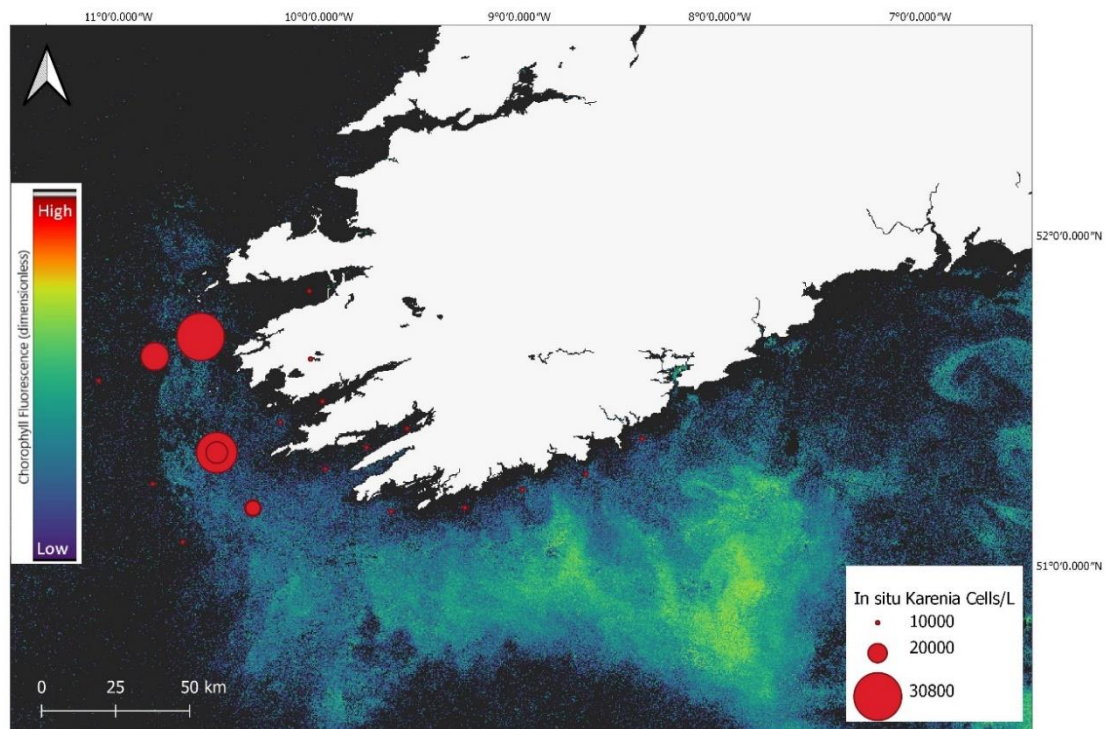 11°0'0.000"W 10°0'0.000"W 9°0'0.000"W 8°0'0.000"W 7°0'0.000"W
High
Chorophyll Fluorescence (dimensionless)
Low
52°0'0.000"N
51°0'0.000"N
In situ Karenia Cells/L
10000
20000
30800
0 25 50 km